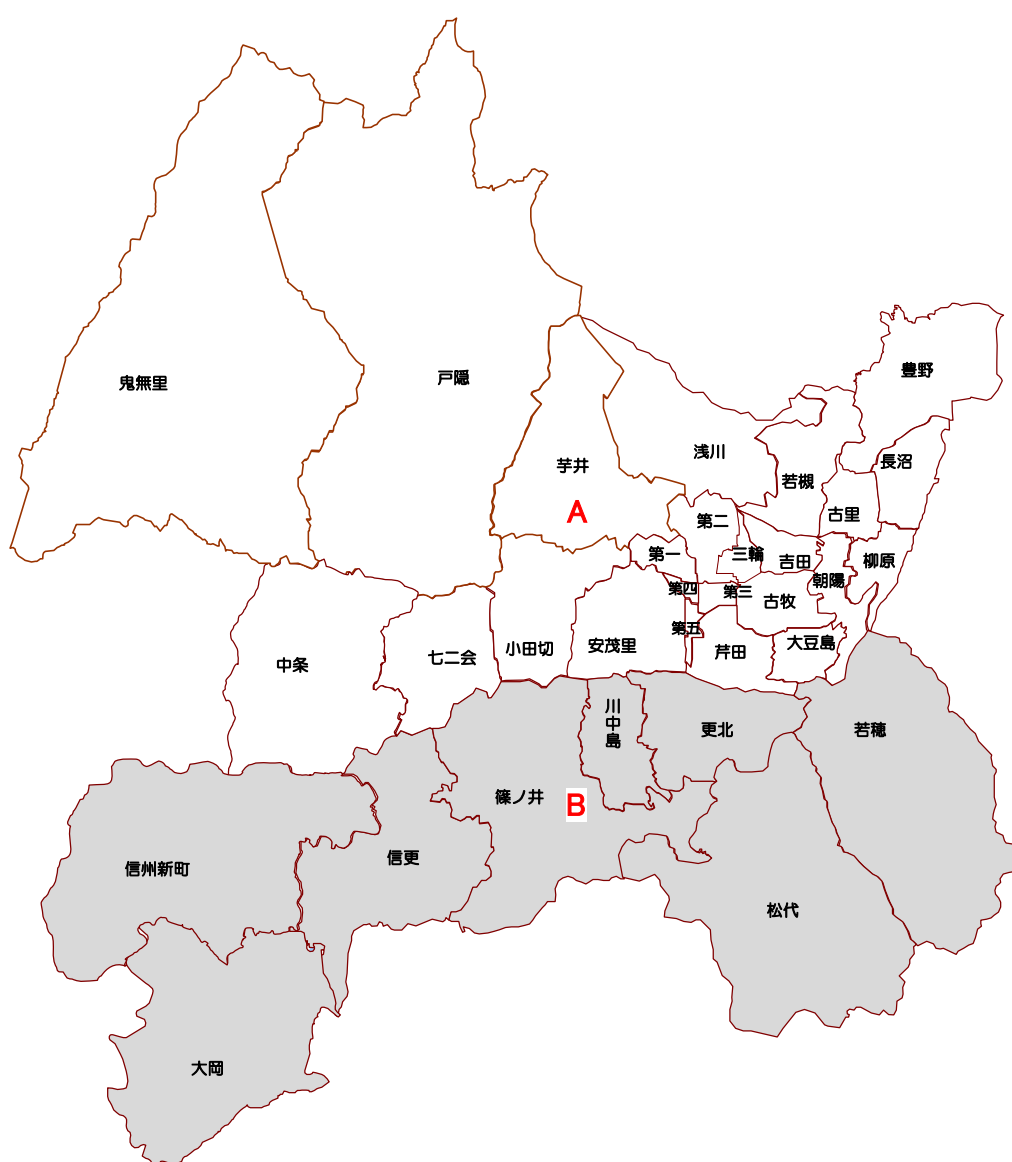 鬼無里
戸隠
豊野
芋井
浅川
長沼
若槻
A
古里
第二
第一
三輪
吉田
柳原
朝陽
第四
第三
古牧
第五
大豆島
安茂里
小田切
芹田
七二会
中条
川中島
更北
若穂
篠ノ井
B
信更
信州新町
松代
大岡